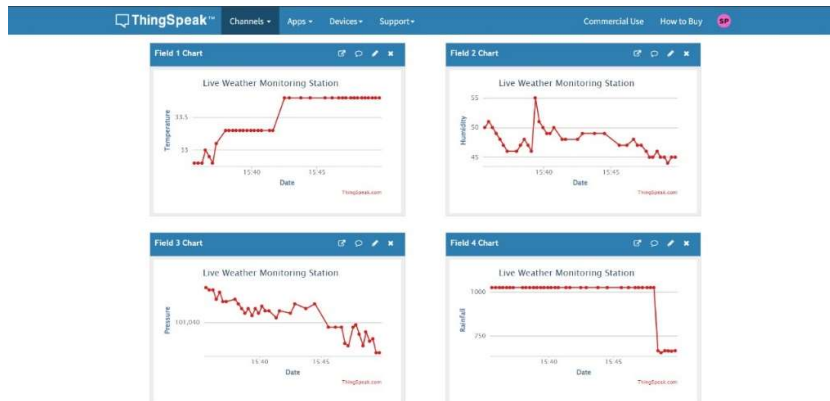 ThingSpeak™ Channels Apps Devices Support Commercial Use How to Buy SP
Field 1 Chart
Live Weather Monitoring Station
Temperature
33.5
33
15:40 15:45
Date
ThingSpeak.com
Field 2 Chart
Live Weather Monitoring Station
Humidity
55
50
45
15:40 15:45
Date
ThingSpeak.com
Field 3 Chart
Live Weather Monitoring Station
Pressure
15:40 15:45
Date
ThingSpeak.com
Field 4 Chart
Live Weather Monitoring Station
Rainfall
1000
15:40 15:45
Date
ThingSpeak.com